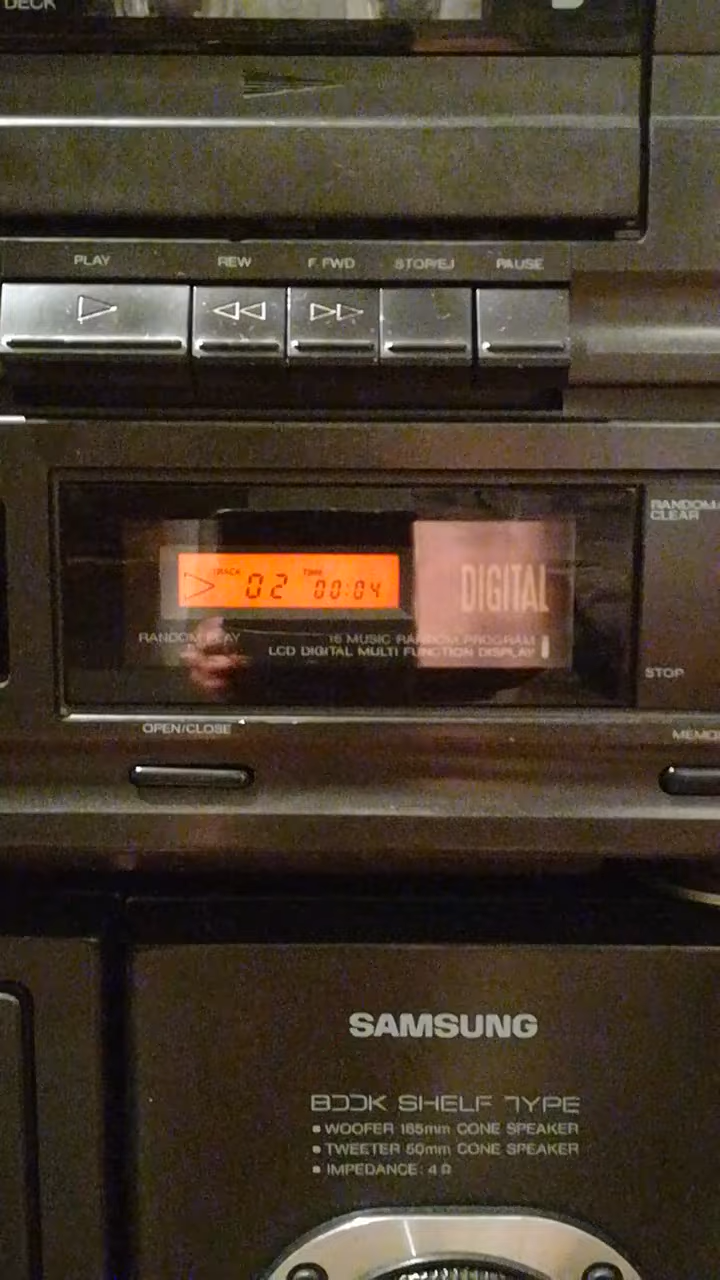 DECK
PLAY REW F.FWD STOP/EJ PAUSE
RANDOM/
CLEAR
TRACK 02 TIME 00:04
DIGITAL
RANDOM PLAY
16 MUSIC RANDOM PROGRAM
LCD DIGITAL MULTI FUNCTION DISPLAY
STOP
OPEN/CLOSE
SAMSUNG
BOOK SHELF TYPE
▪ WOOFER 165mm CONE SPEAKER
▪ TWEETER 50mm CONE SPEAKER
▪ IMPEDANCE: 4Ω